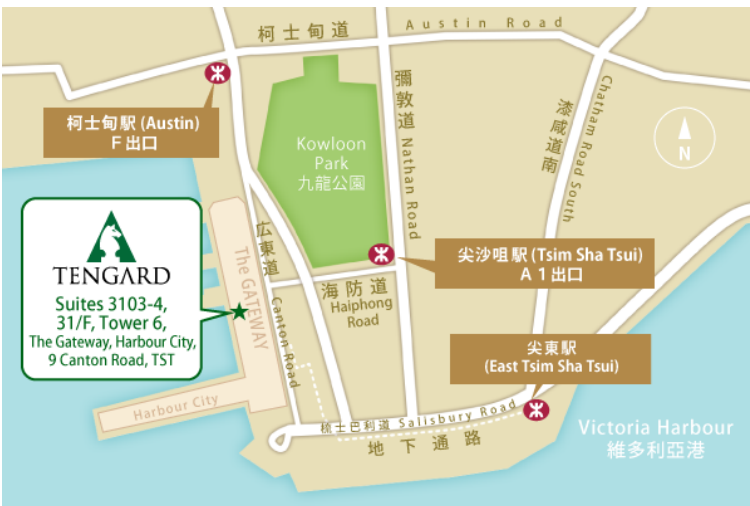 柯士甸道
Austin Road
柯士甸駅 (Austin)
F 出口
Kowloon
Park
九龍公園
彌敦道 Nathan Road
漆咸道南
Chatham Road South
N
TENGARD
Suites 3103-4,
31/F, Tower 6,
The Gateway, Harbour City,
9 Canton Road, TST
The GATEWAY
広東道
Canton Road
尖沙咀駅 (Tsim Sha Tsui)
A 1出口
海防道
Haiphong
Road
尖東駅
(East Tsim Sha Tsui)
Harbour City
梳士巴利道 Salisbury Road
地下通路
Victoria Harbour
維多利亞港